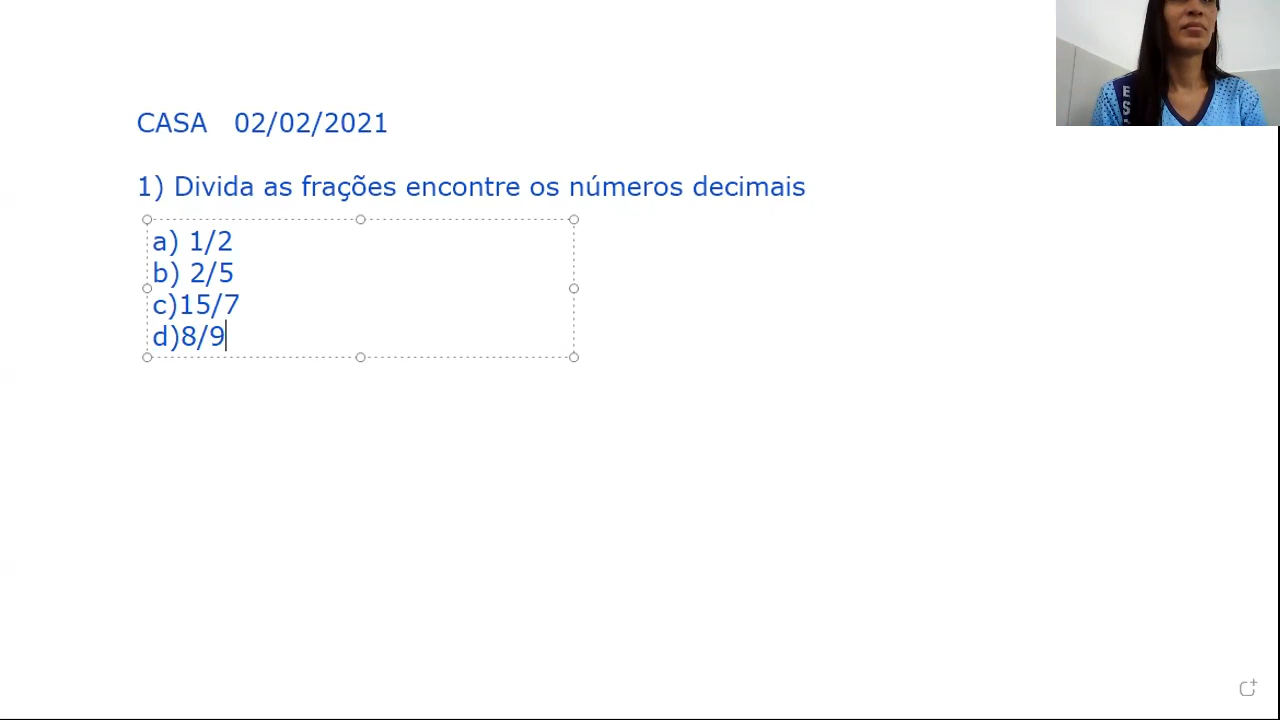 CASA 02/02/2021
1) Divida as frações encontre os números decimais
a) 1/2
b) 2/5
c)15/7
d)8/9